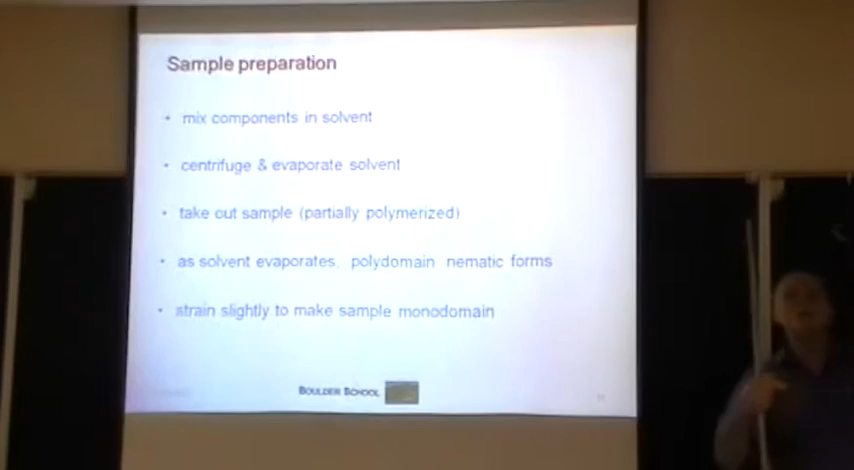 Sample preparation
• mix components in solvent
• centrifuge & evaporate solvent
• take out sample (partially polymerized)
• as solvent evaporates, polydomain nematic forms
• strain slightly to make sample monodomain
BOULDER SCHOOL